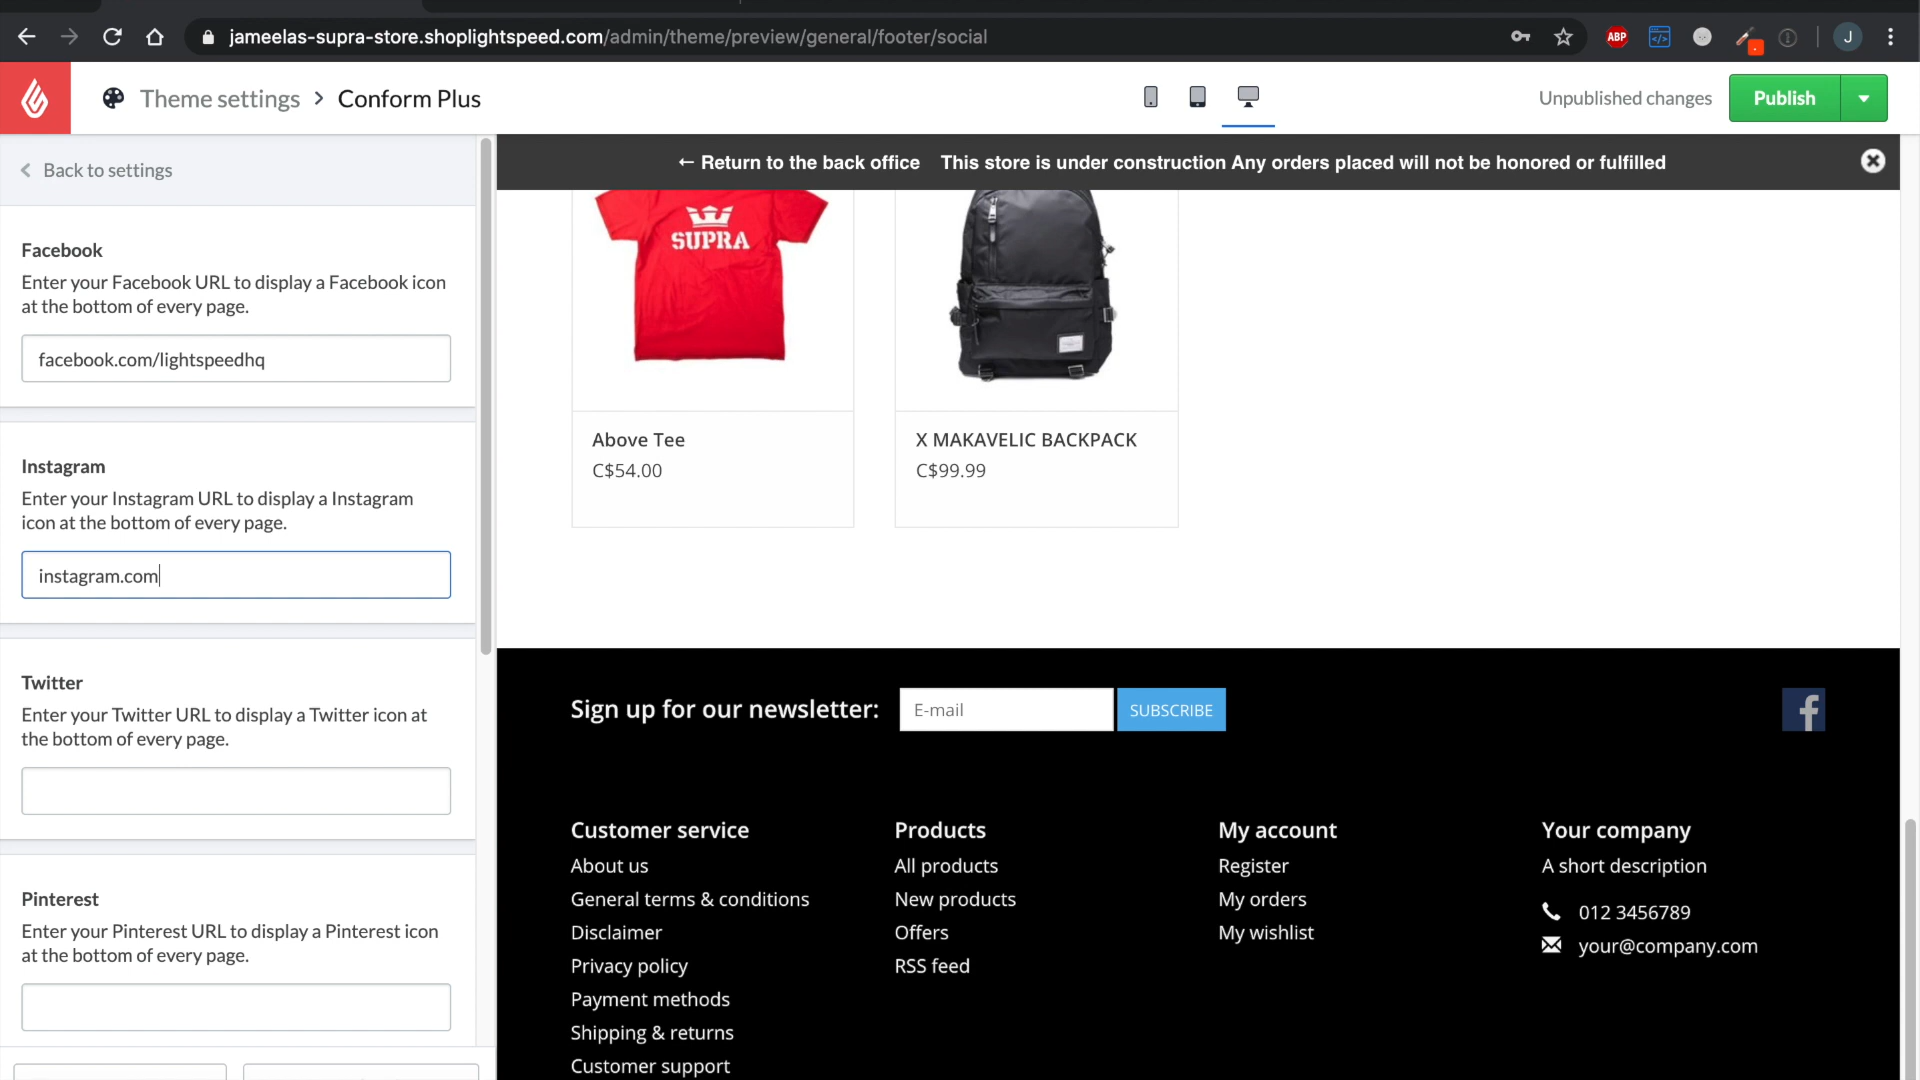 jameelas-supra-store.shoplightspeed.com/admin/theme/preview/general/footer/social
ABP
J
Theme settings > Conform Plus
Unpublished changes
Publish
Back to settings
← Return to the back office This store is under construction Any orders placed will not be honored or fulfilled
Facebook
Enter your Facebook URL to display a Facebook icon
at the bottom of every page.
facebook.com/lightspeedhq
Instagram
Enter your Instagram URL to display a Instagram
icon at the bottom of every page.
instagram.com
Twitter
Enter your Twitter URL to display a Twitter icon at
the bottom of every page.
Pinterest
Enter your Pinterest URL to display a Pinterest icon
at the bottom of every page.
SUPRA
Above Tee
C$54.00
X MAKAVELIC BACKPACK
C$99.99
Sign up for our newsletter:
E-mail
SUBSCRIBE
Customer service
About us
General terms & conditions
Disclaimer
Privacy policy
Payment methods
Shipping & returns
Customer support
Products
All products
New products
Offers
RSS feed
My account
Register
My orders
My wishlist
Your company
A short description
012 3456789
your@company.com